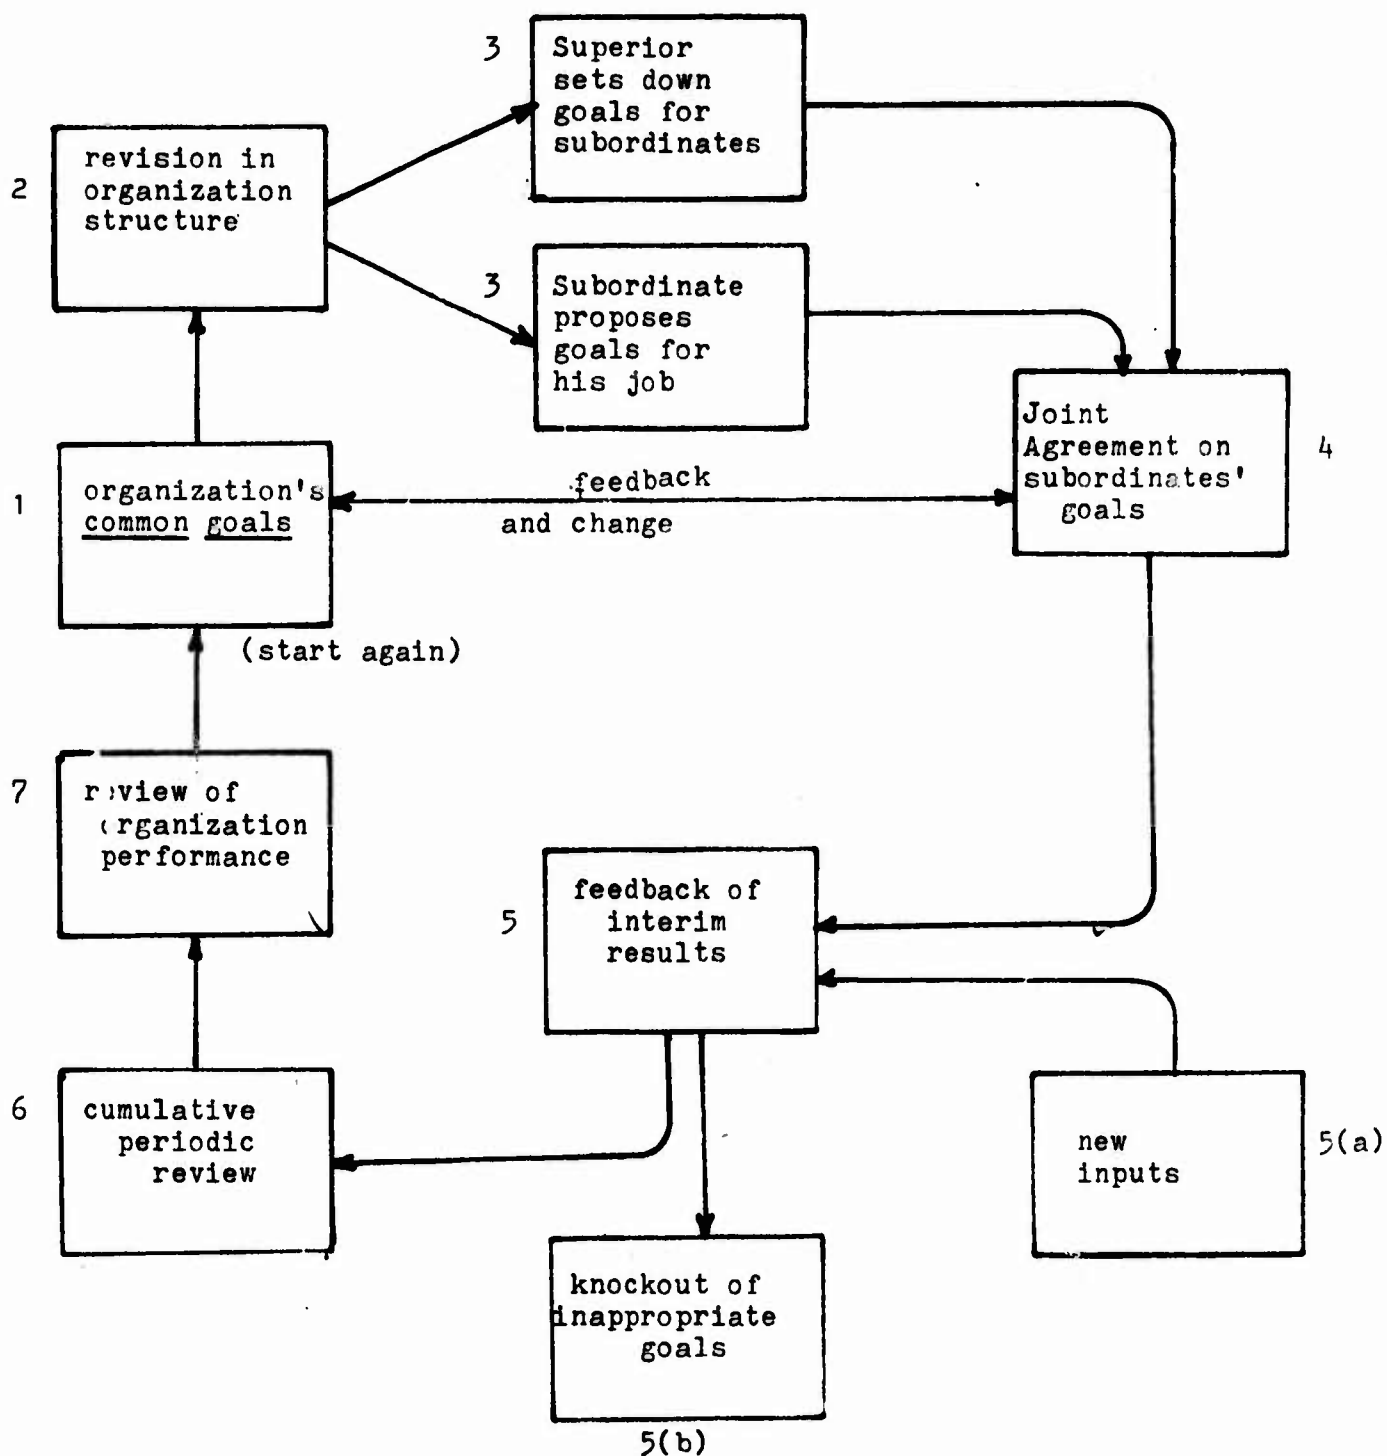 3
Superior
sets down
goals for
subordinates
2
revision in
organization
structure
3
Subordinate
proposes
goals for
his job
Joint
Agreement on
subordinates'
goals
4
1
organization's
common goals
feedback
and change
(start again)
7
review of
organization
performance
5
feedback of
interim
results
6
cumulative
periodic
review
new
inputs
5(a)
knockout of
inappropriate
goals
5(b)